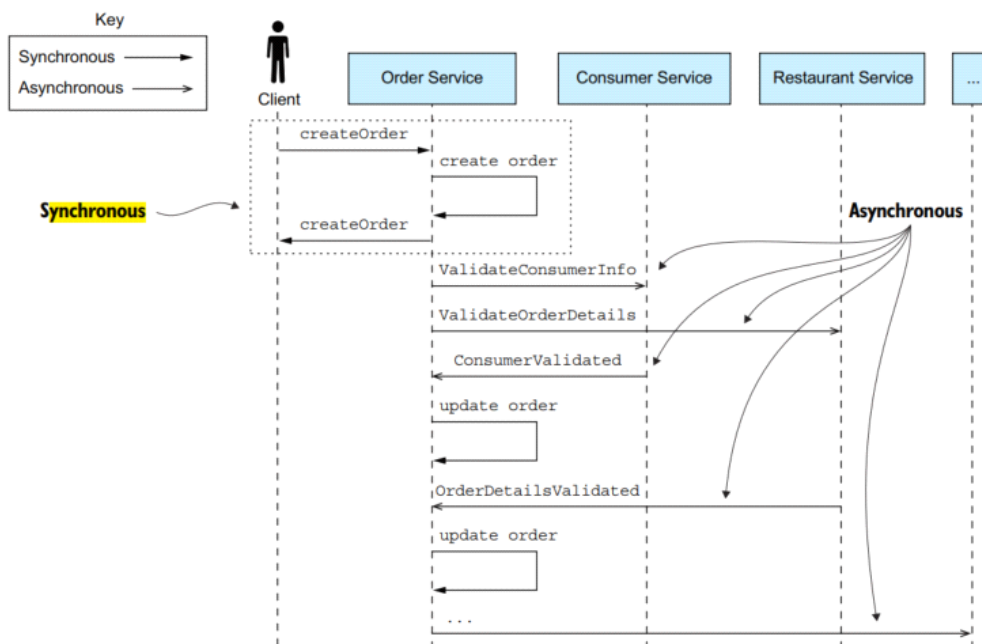 Key
Synchronous
Asynchronous
Client
Order Service
Consumer Service
Restaurant Service
...
createOrder
create order
Synchronous
createOrder
Asynchronous
ValidateConsumerInfo
ValidateOrderDetails
ConsumerValidated
update order
OrderDetailsValidated
update order
...